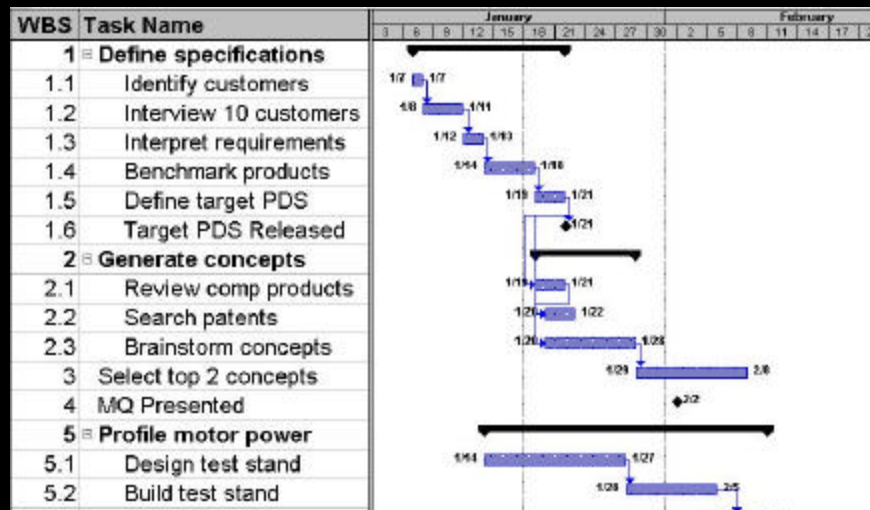 WBS Task Name January February
3 6 9 12 15 18 21 24 27 30 2 5 8 11 14 17
1 Define specifications
1.1 Identify customers 1/7 1/7
1.2 Interview 10 customers 1/8 1/11
1.3 Interpret requirements 1/12 1/13
1.4 Benchmark products 1/14 1/18
1.5 Define target PDS 1/19 1/21
1.6 Target PDS Released 1/21
2 Generate concepts
2.1 Review comp products 1/19 1/21
2.2 Search patents 1/20 1/22
2.3 Brainstorm concepts 1/20 1/28
3 Select top 2 concepts 1/29 2/8
4 MQ Presented 2/2
5 Profile motor power
5.1 Design test stand 1/14 1/27
5.2 Build test stand 1/28 2/5